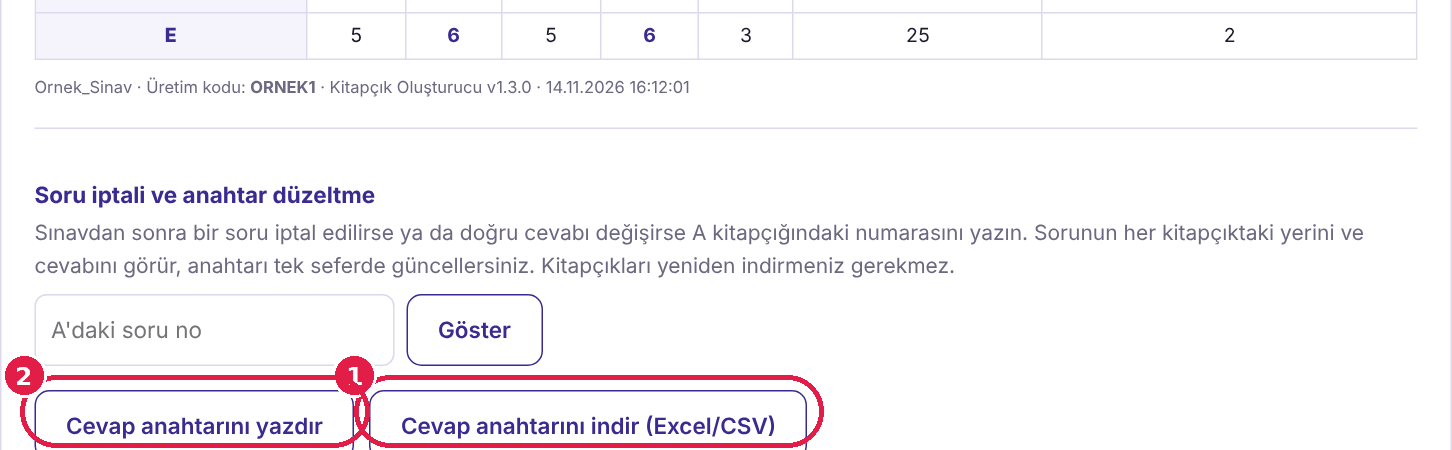 E 5 6 5 6 3 25 2
Ornek_Sinav · Üretim kodu: ORNEK1 · Kitapçık Oluşturucu v1.3.0 · 14.11.2026 16:12:01
Soru iptali ve anahtar düzeltme
Sınavdan sonra bir soru iptal edilirse ya da doğru cevabı değişirse A kitapçığındaki numarasını yazın. Sorunun her kitapçıktaki yerini ve
cevabını görür, anahtarı tek seferde güncellersiniz. Kitapçıkları yeniden indirmeniz gerekmez.
A'daki soru no Göster
2 1
Cevap anahtarını yazdır Cevap anahtarını indir (Excel/CSV)